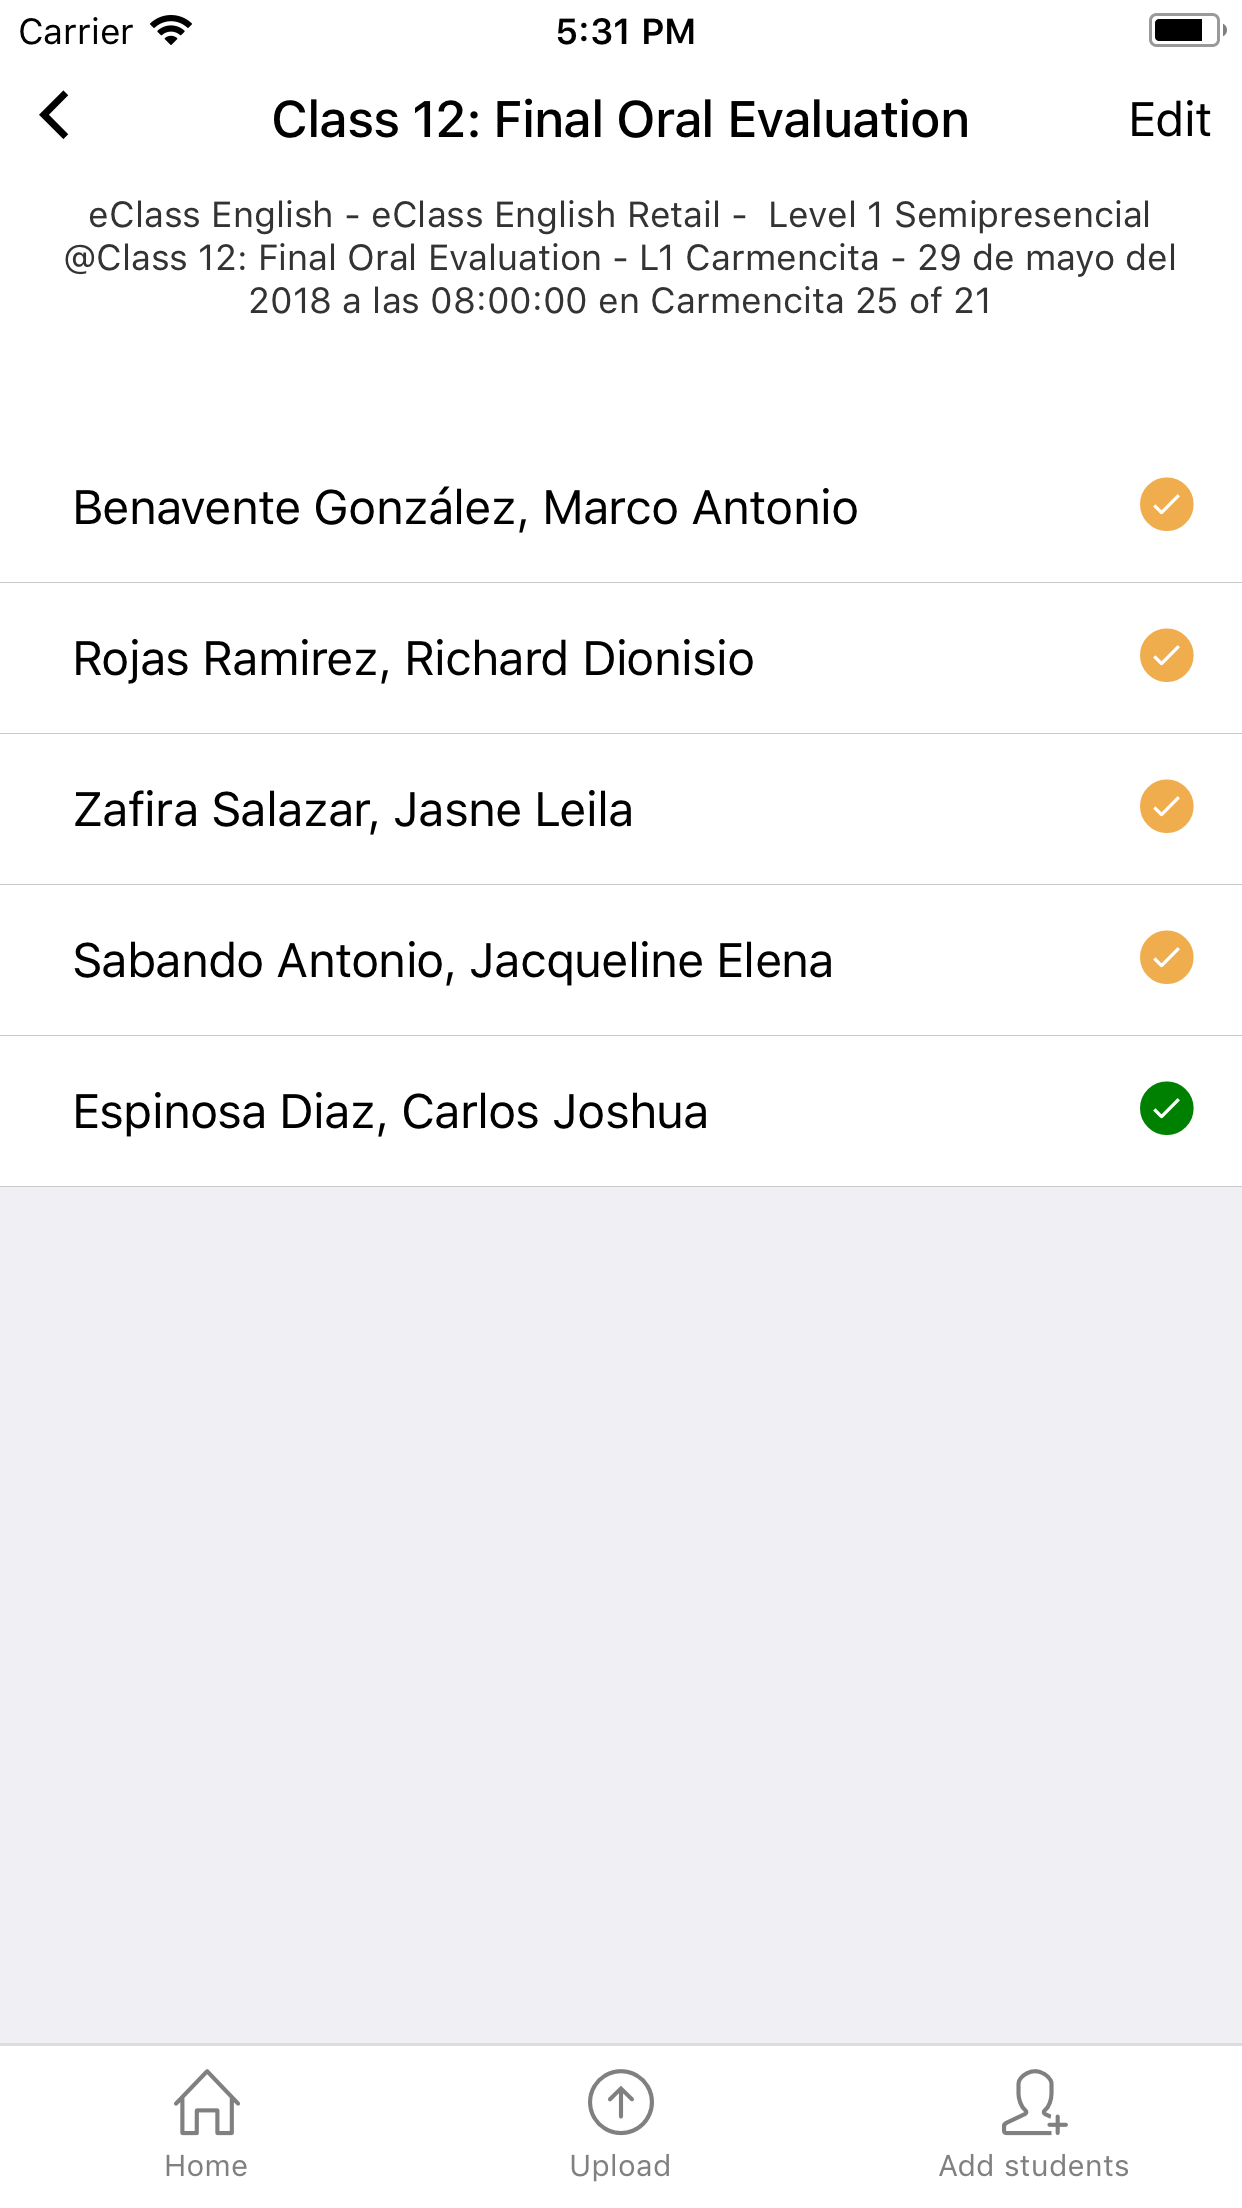 Carrier 5:31 PM
Class 12: Final Oral Evaluation Edit
eClass English - eClass English Retail -  Level 1 Semipresencial
@Class 12: Final Oral Evaluation - L1 Carmencita - 29 de mayo del
2018 a las 08:00:00 en Carmencita 25 of 21
Benavente González, Marco Antonio
Rojas Ramirez, Richard Dionisio
Zafira Salazar, Jasne Leila
Sabando Antonio, Jacqueline Elena
Espinosa Diaz, Carlos Joshua
Home Upload Add students